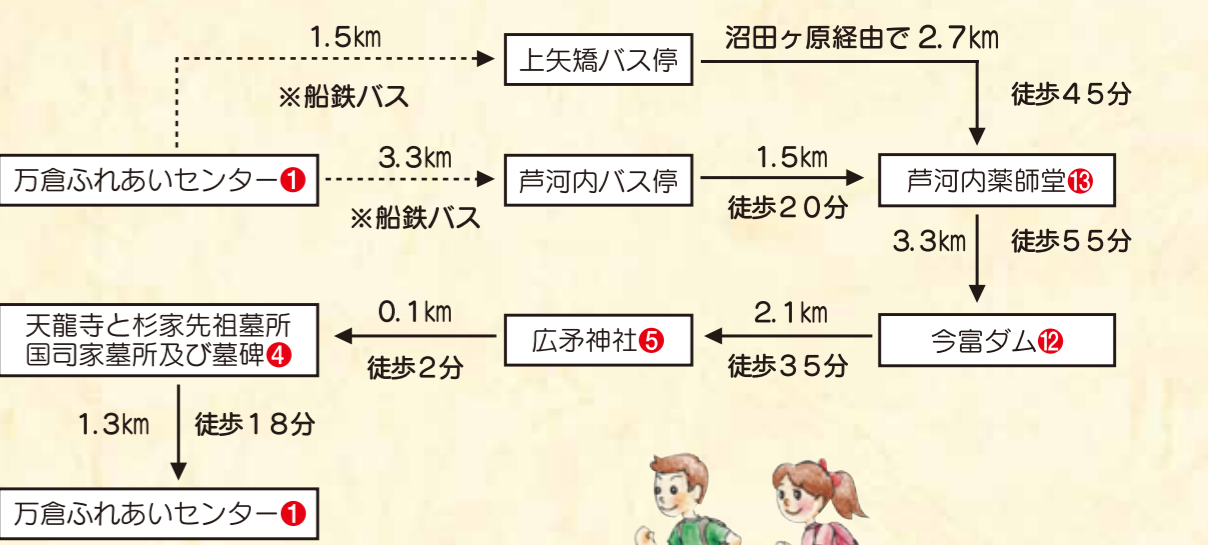 1.5km
※船鉄バス
上矢矯バス停
沼田ヶ原経由で 2.7km
徒歩45分
万倉ふれあいセンター❶
3.3km
※船鉄バス
芦河内バス停
1.5km
徒歩20分
芦河内薬師堂⓭
3.3km
徒歩55分
今富ダム⓬
2.1km
徒歩35分
広矛神社❺
0.1km
徒歩2分
天龍寺と杉家先祖墓所
国司家墓所及び墓碑❹
1.3km
徒歩18分
万倉ふれあいセンター❶